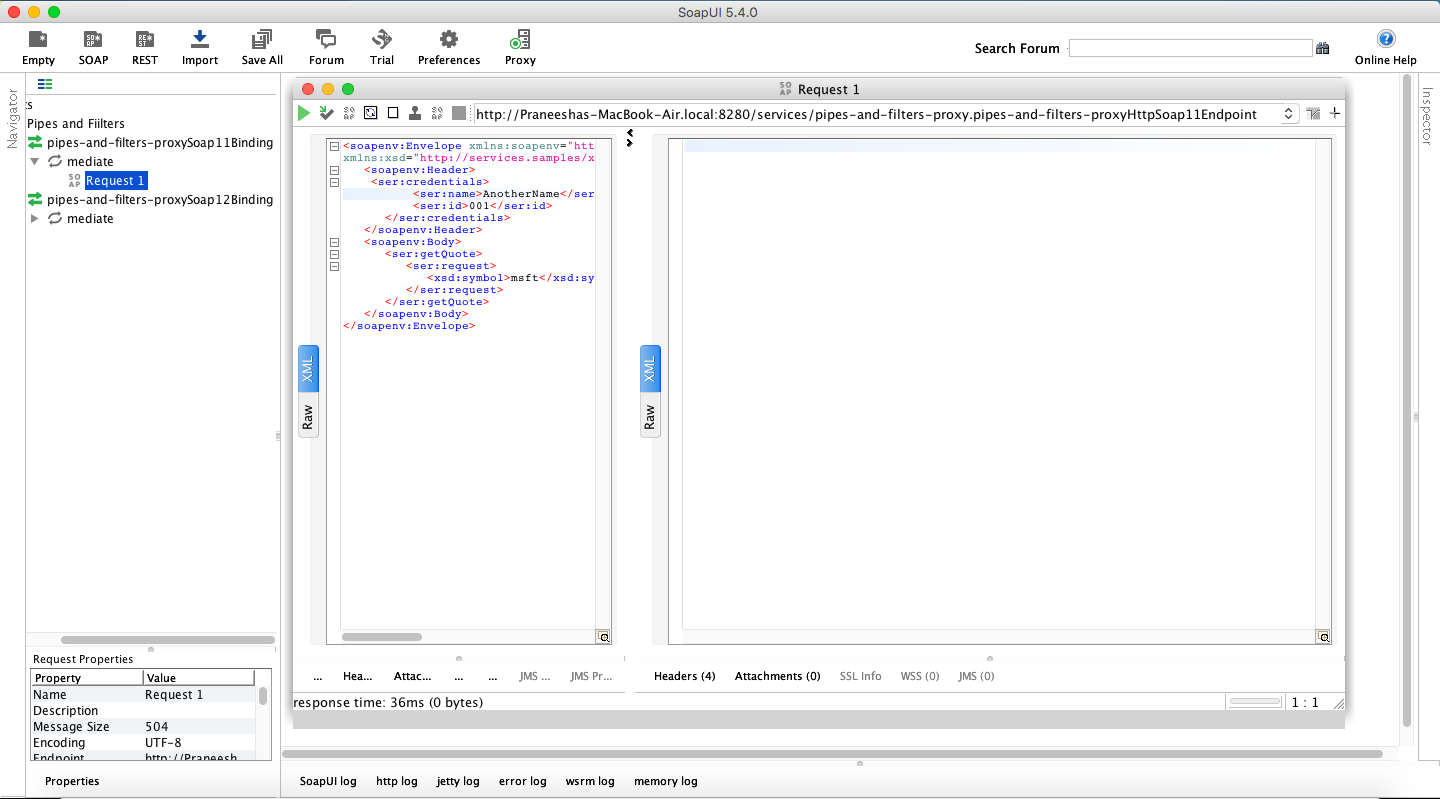 SoapUI 5.4.0
Empty SOAP REST Import Save All Forum Trial Preferences Proxy Search Forum Online Help
Navigator
Inspector
Pipes and Fiilters
pipes-and-filters-proxySoap11Binding
mediate
Request 1
pipes-and-filters-proxySoap12Binding
mediate
Request 1
http://Praneeshas-MacBook-Air.local:8280/services/pipes-and-filters-proxy.pipes-and-filters-proxyHttpSoap11Endpoint
<soapenv:Envelope xmlns:soapenv="htt
xmlns:xsd="http://services.samples/x
<soapenv:Header>
<ser:credentials>
<ser:name>AnotherName</ser
<ser:id>001</ser:id>
</ser:credentials>
</soapenv:Header>
<soapenv:Body>
<ser:getQuote>
<ser:request>
<xsd:symbol>msft</xsd:sy
</ser:request>
</ser:getQuote>
</soapenv:Body>
</soapenv:Envelope>
XML
Raw
XML
Raw
... Hea... Attac... ... ... JMS ... JMS Pr...
Headers (4) Attachments (0) SSL Info WSS (0) JMS (0)
response time: 36ms (0 bytes)
1 : 1
Request Properties
Property Value
Name Request 1
Description
Message Size 504
Encoding UTF-8
Endpoint http://Praneesh
Properties
SoapUI log http log jetty log error log wsrm log memory log